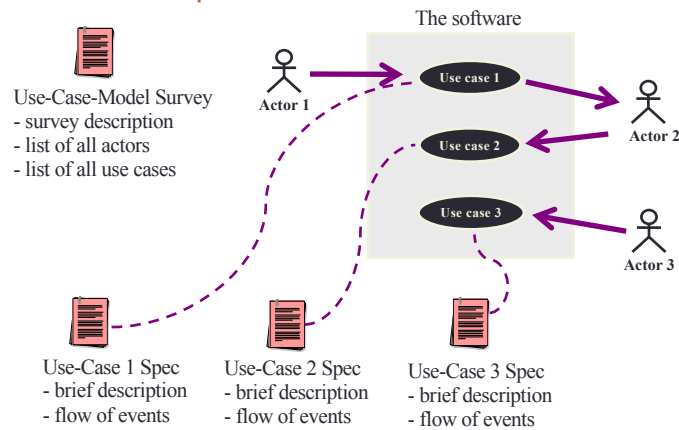 The software
Use case 1
Actor 1
Use-Case-Model Survey
- survey description
- list of all actors
- list of all use cases
Use case 2
Actor 2
Use case 3
Actor 3
Use-Case 1 Spec
- brief description
- flow of events
Use-Case 2 Spec
- brief description
- flow of events
Use-Case 3 Spec
- brief description
- flow of events